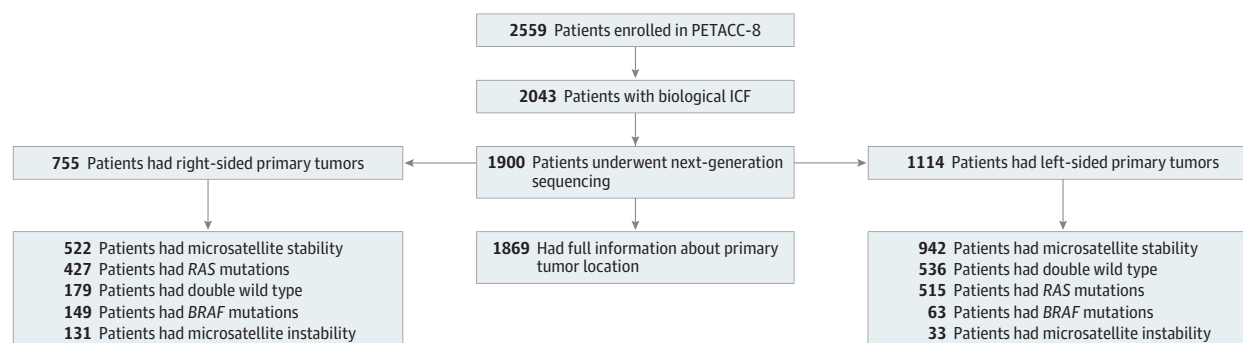 2559 Patients enrolled in PETACC-8
2043 Patients with biological ICF
755 Patients had right-sided primary tumors
1900 Patients underwent next-generation
sequencing
1114 Patients had left-sided primary tumors
522 Patients had microsatellite stability
427 Patients had RAS mutations
179 Patients had double wild type
149 Patients had BRAF mutations
131 Patients had microsatellite instability
1869 Had full information about primary
tumor location
942 Patients had microsatellite stability
536 Patients had double wild type
515 Patients had RAS mutations
63 Patients had BRAF mutations
33 Patients had microsatellite instability